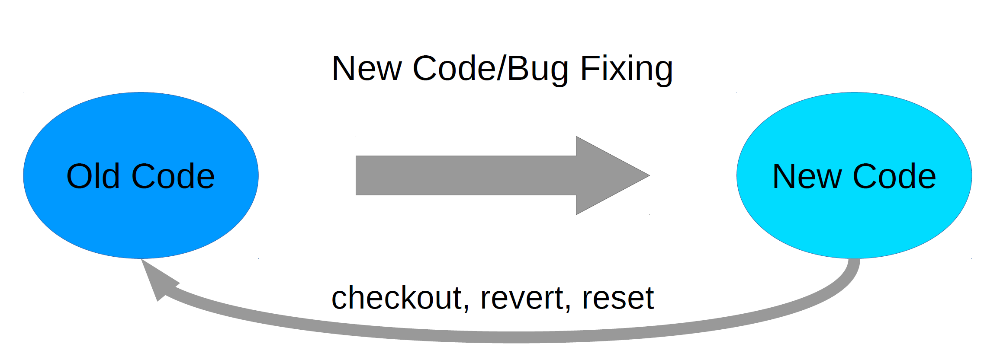 New Code/Bug Fixing
Old Code
New Code
checkout, revert, reset